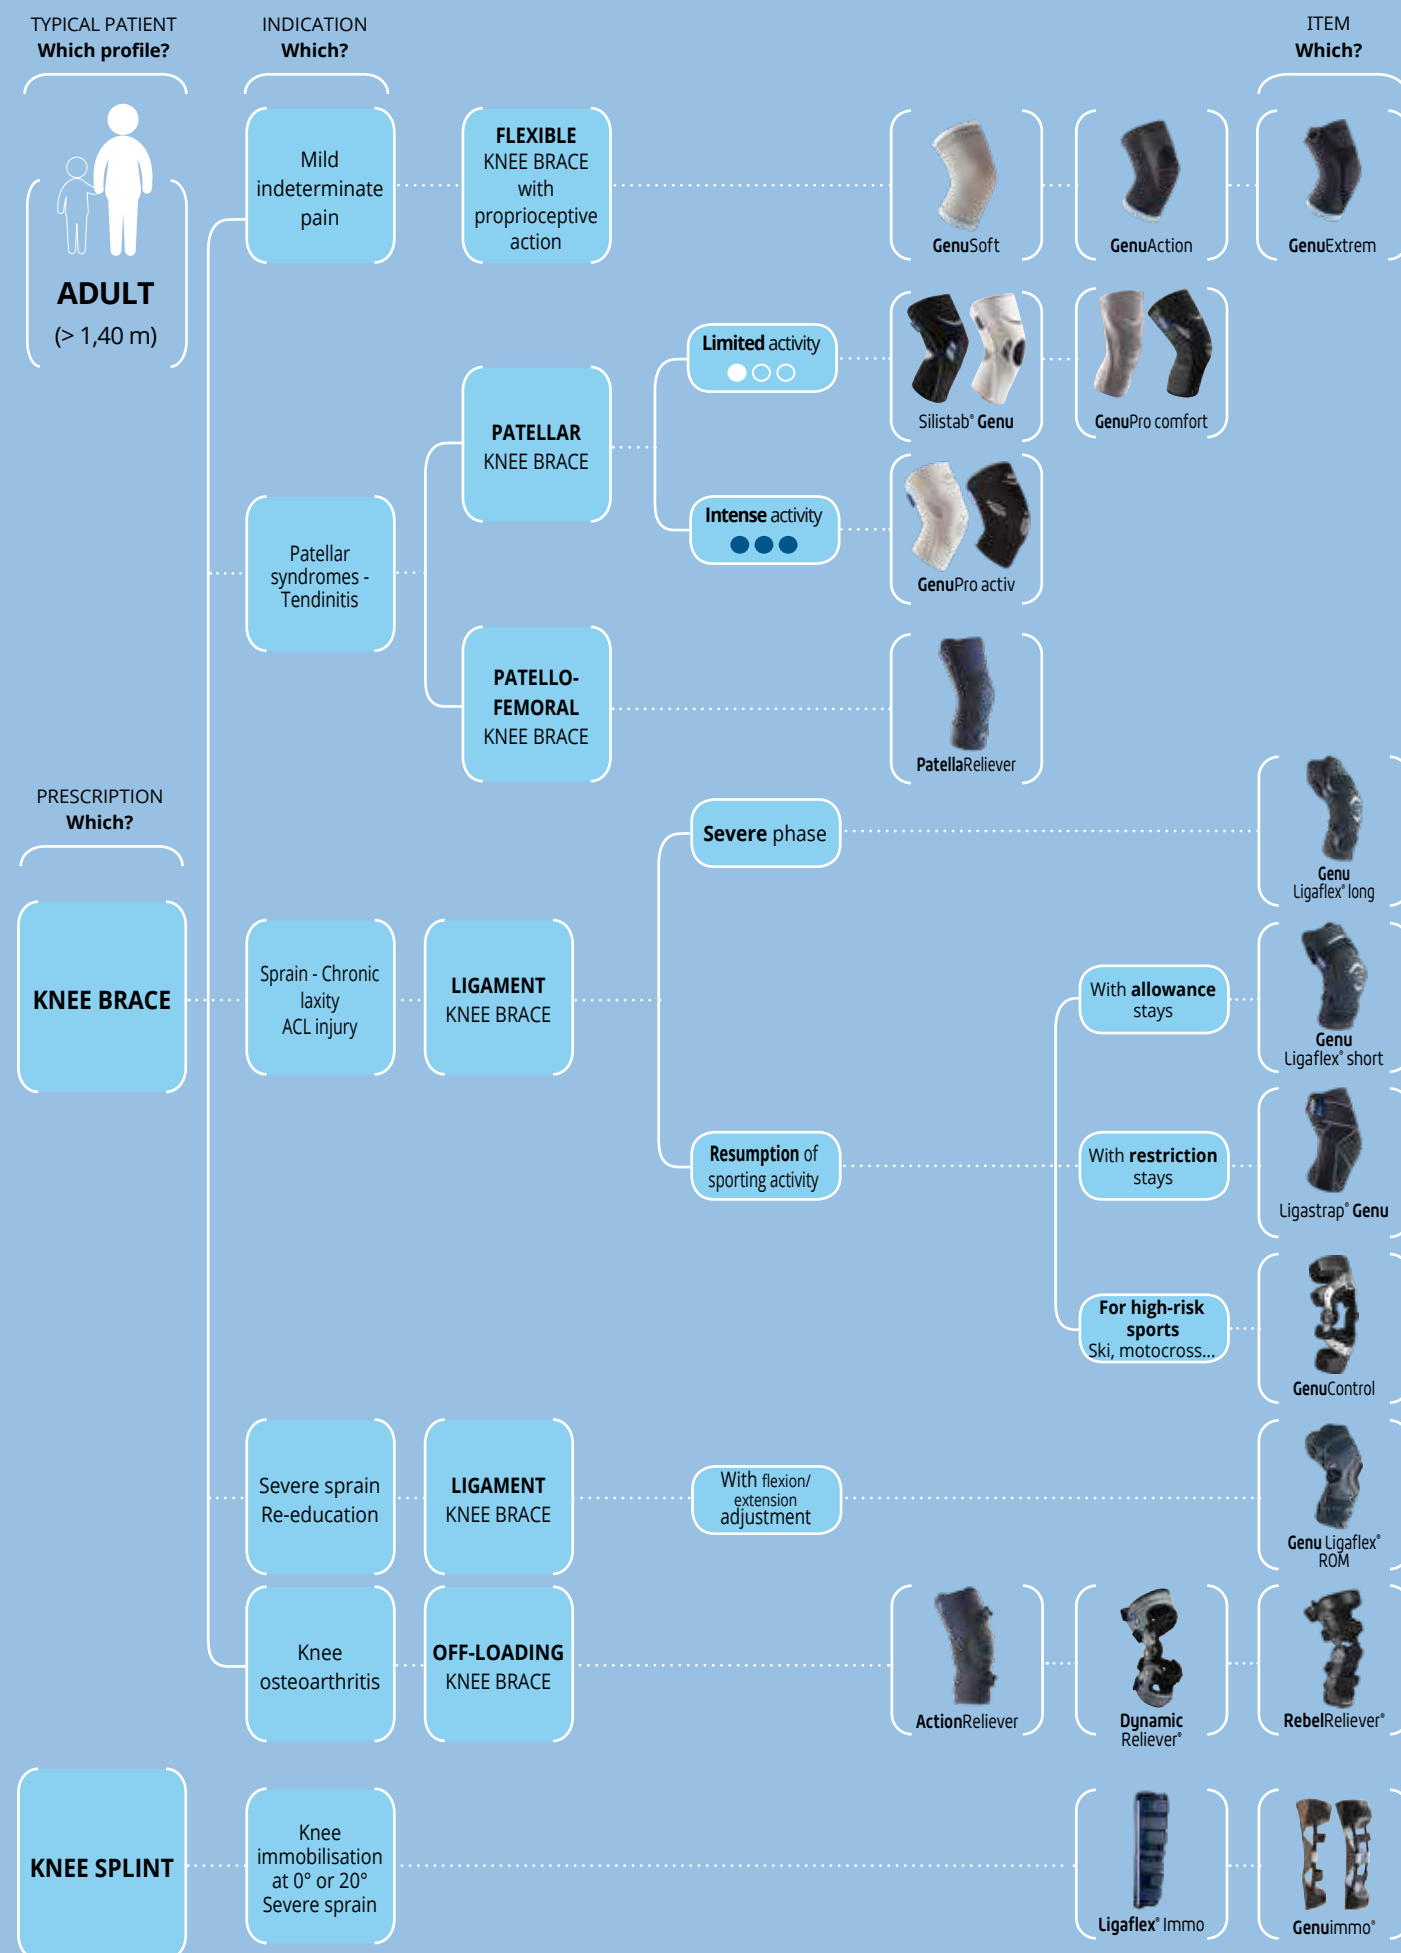 TYPICAL PATIENT
Which profile?
INDICATION
Which?
ITEM
Which?
ADULT
(> 1,40 m)
Mild
indeterminate
pain
FLEXIBLE
KNEE BRACE
with
proprioceptive
action
GenuSoft
GenuAction
GenuExtrem
Patellar
syndromes -
Tendinitis
PATELLAR
KNEE BRACE
Limited activity
Silistab® Genu
GenuPro comfort
Intense activity
GenuPro activ
PATELLO-
FEMORAL
KNEE BRACE
PatellaReliever
PRESCRIPTION
Which?
KNEE BRACE
Sprain - Chronic
laxity
ACL injury
LIGAMENT
KNEE BRACE
Severe phase
Genu
Ligaflex® long
Resumption of
sporting activity
With allowance
stays
Genu
Ligaflex® short
With restriction
stays
Ligastrap® Genu
For high-risk
sports
Ski, motocross...
GenuControl
Severe sprain
Re-education
LIGAMENT
KNEE BRACE
With flexion/
extension
adjustment
Genu Ligaflex®
ROM
Knee
osteoarthritis
OFF-LOADING
KNEE BRACE
ActionReliever
Dynamic
Reliever®
RebelReliever®
KNEE SPLINT
Knee
immobilisation
at 0° or 20°
Severe sprain
Ligaflex® Immo
Genuimmo®